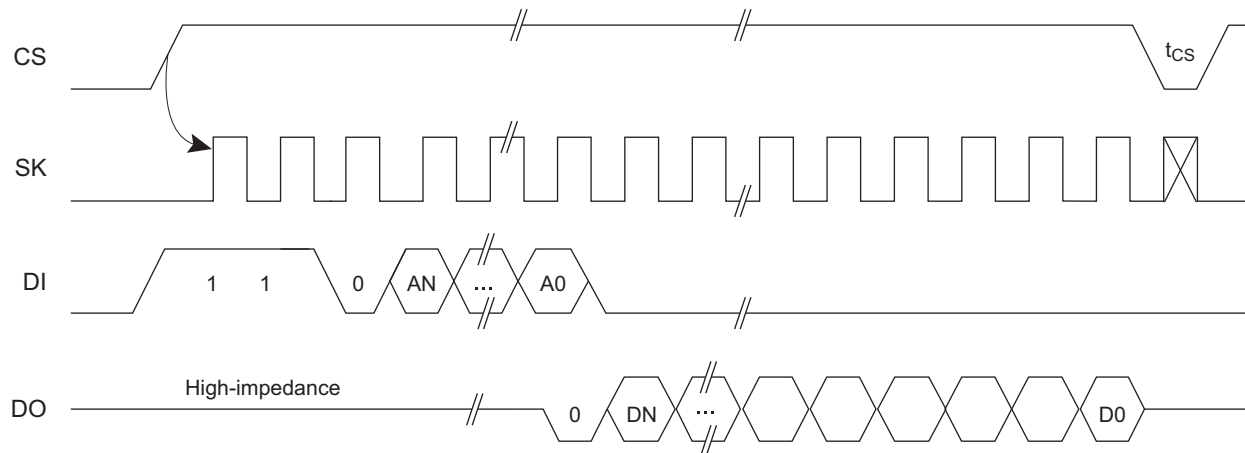 CS
tCS
SK
DI
1 1 0 AN ... A0
High-impedance
DO
0 DN ... D0